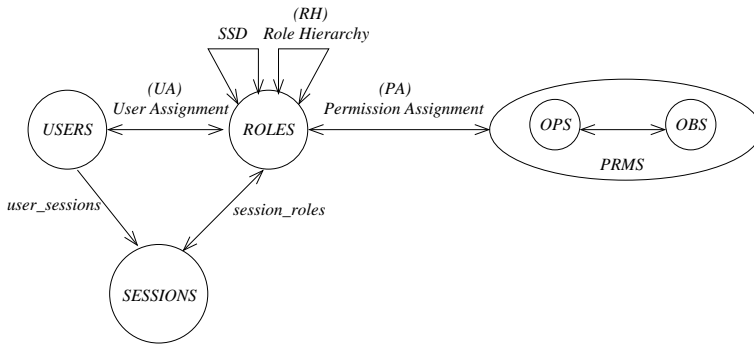 (RH)
SSD
Role Hierarchy
(UA)
User Assignment
(PA)
Permission Assignment
USERS
ROLES
OPS
OBS
PRMS
user_sessions
session_roles
SESSIONS